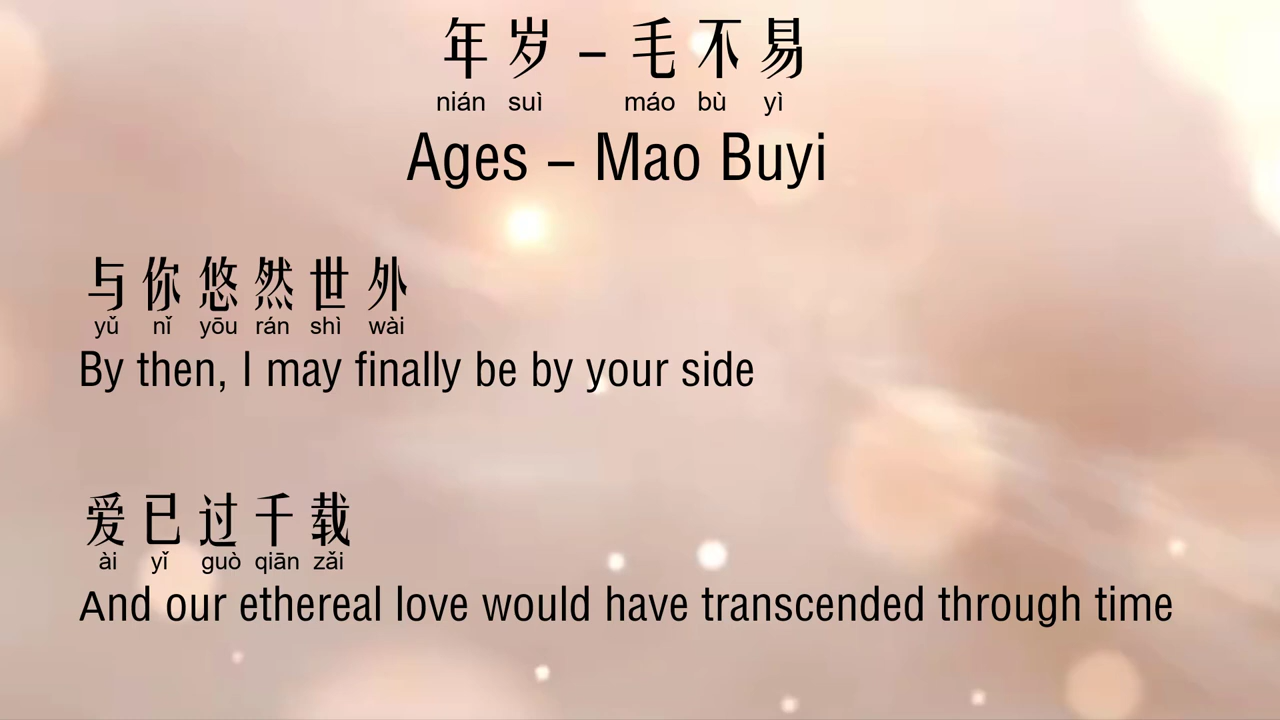 年岁 – 毛不易
nián suì máo bù yì
Ages – Mao Buyi
与你悠然世外
yǔ nǐ yōu rán shì wài
By then, I may finally be by your side
爱已过千载
ài yǐ guò qiān zǎi
And our ethereal love would have transcended through time